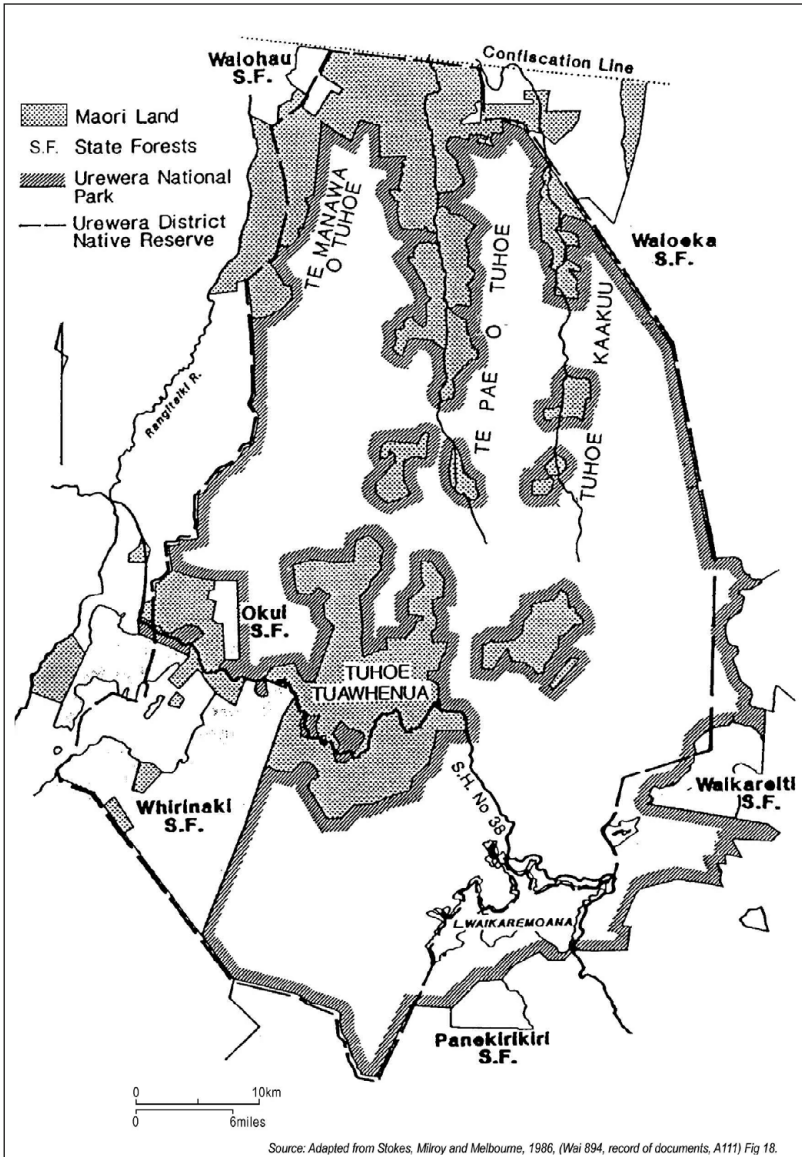 Confiscation Line
Waiohau
S.F.
Maori Land
S.F. State Forests
Urewera National
Park
Urewera District
Native Reserve
TE MANAWA
O TUHOE
TE PAE O TUHOE
TUHOE KAAKUU
Waioeka
S.F.
Rangitaiki R.
Okui
S.F.
TUHOE
TUAWHENUA
Whirinaki
S.F.
S.H. No 38
Waikareiti
S.F.
L.WAIKAREMOANA
Panekirikiri
S.F.
0 10km
0 6miles
Source: Adapted from Stokes, Milroy and Melbourne, 1986, (Wai 894, record of documents, A111) Fig 18.